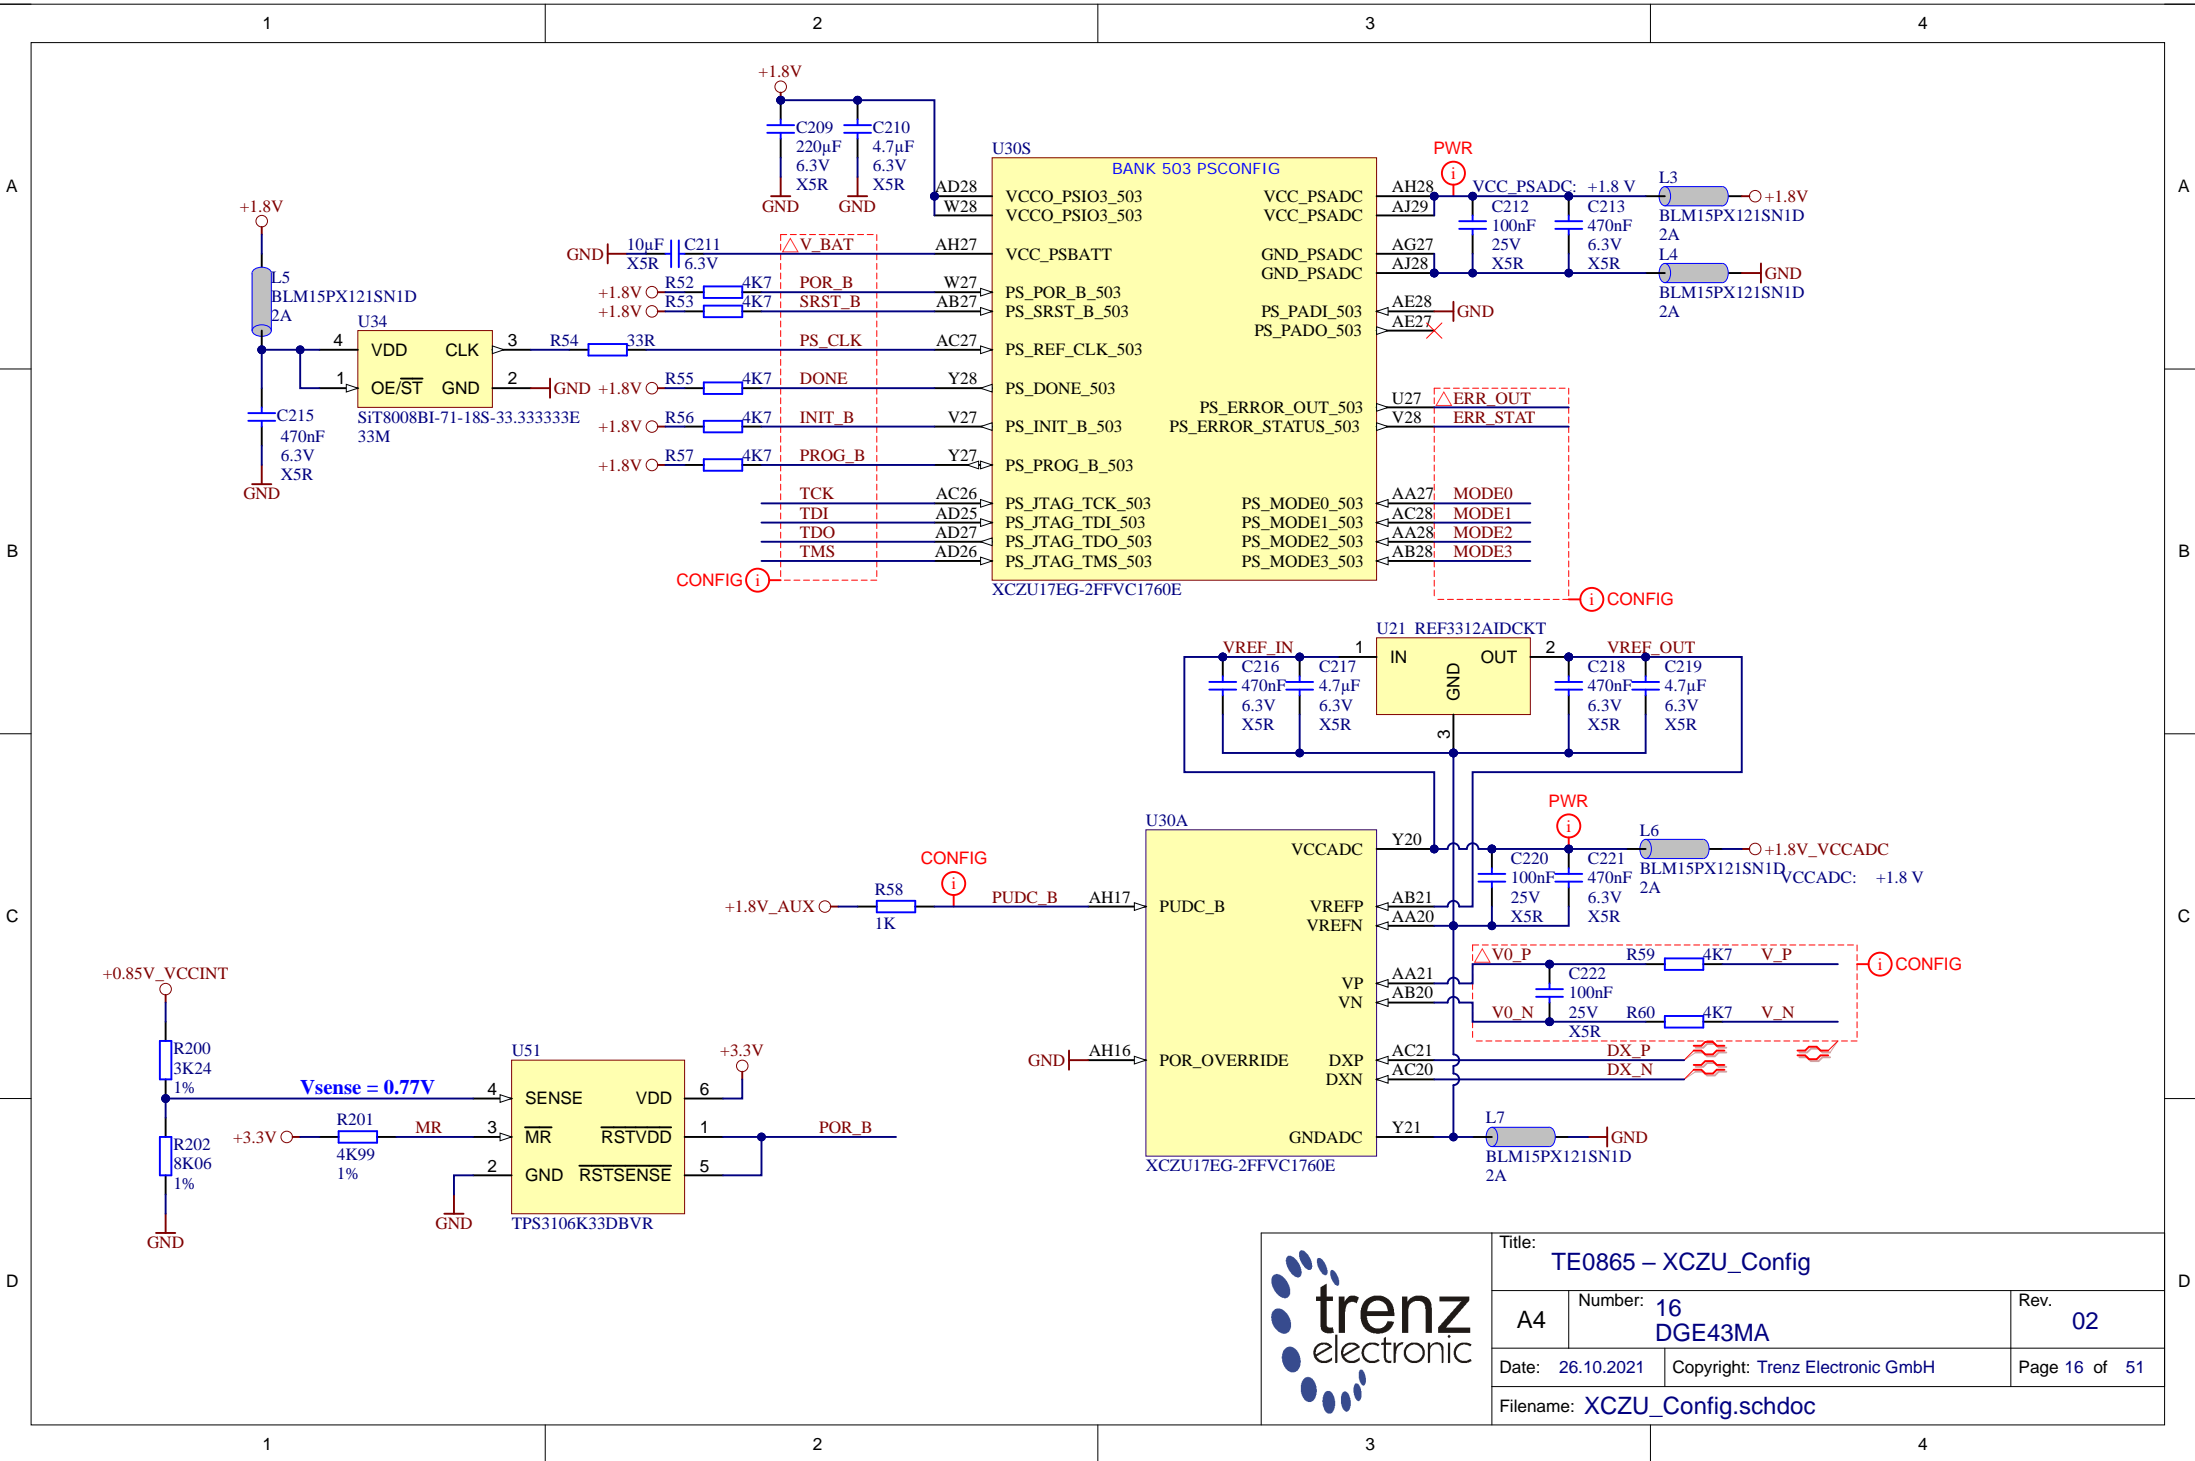 1 2 3 4
A A
B B
C C
D D
1 2 3 4
+1.8V
C209
220µF
6.3V
X5R
GND
C210
4.7µF
6.3V
X5R
GND
U30S
BANK 503 PSCONFIG
AD28 VCCO_PSIO3_503
W28 VCCO_PSIO3_503
GND 10µF X5R C211 6.3V V_BAT AH27 VCC_PSBATT
+1.8V R52 4K7 POR_B W27 PS_POR_B_503
+1.8V R53 4K7 SRST_B AB27 PS_SRST_B_503
R54 33R PS_CLK AC27 PS_REF_CLK_503
+1.8V R55 4K7 DONE Y28 PS_DONE_503
+1.8V R56 4K7 INIT_B V27 PS_INIT_B_503
+1.8V R57 4K7 PROG_B Y27 PS_PROG_B_503
TCK AC26 PS_JTAG_TCK_503
TDI AD25 PS_JTAG_TDI_503
TDO AD27 PS_JTAG_TDO_503
TMS AD26 PS_JTAG_TMS_503
CONFIG i
XCZU17EG-2FFVC1760E
VCC_PSADC AH28
VCC_PSADC AJ29
GND_PSADC AG27
GND_PSADC AJ28
PS_PADI_503 AE28 GND
PS_PADO_503 AE27
PS_ERROR_OUT_503 U27 ERR_OUT
PS_ERROR_STATUS_503 V28 ERR_STAT
PS_MODE0_503 AA27 MODE0
PS_MODE1_503 AC28 MODE1
PS_MODE2_503 AA28 MODE2
PS_MODE3_503 AB28 MODE3
i CONFIG
PWR
i
VCC_PSADC: +1.8 V
C212
100nF
25V
X5R
C213
470nF
6.3V
X5R
L3
+1.8V
BLM15PX121SN1D
2A
L4
GND
BLM15PX121SN1D
2A
+1.8V
L5
BLM15PX121SN1D
2A
U34
4 VDD CLK 3
1 OE/ST GND 2 GND
SiT8008BI-71-18S-33.333333E
33M
C215
470nF
6.3V
X5R
GND
U21 REF3312AIDCKT
VREF_IN 1 IN OUT 2 VREF_OUT
GND
3
C216
470nF
6.3V
X5R
C217
4.7µF
6.3V
X5R
C218
470nF
6.3V
X5R
C219
4.7µF
6.3V
X5R
U30A
VCCADC Y20
PWR
i
C220
100nF
25V
X5R
C221
470nF
6.3V
X5R
L6
+1.8V_VCCADC
BLM15PX121SN1D
2A
VCCADC: +1.8 V
CONFIG
i
+1.8V_AUX R58 PUDC_B AH17 PUDC_B
1K
VREFP AB21
VREFN AA20
VP AA21
VN AB20
V0_P R59 4K7 V_P
i CONFIG
C222
100nF
25V
X5R
V0_N R60 4K7 V_N
GND AH16 POR_OVERRIDE
DXP AC21 DX_P
DXN AC20 DX_N
GNDADC Y21
L7
GND
BLM15PX121SN1D
2A
XCZU17EG-2FFVC1760E
+0.85V_VCCINT
R200
3K24
1%
Vsense = 0.77V
R202
8K06
1%
GND
+3.3V R201 MR
4K99
1%
U51
+3.3V
4 SENSE VDD 6
3 MR RSTVDD 1 POR_B
2 GND RSTSENSE 5
GND
TPS3106K33DBVR
trenz
electronic
Title:
TE0865 – XCZU_Config
A4
Number: 16
DGE43MA
Rev.
02
Date: 26.10.2021
Copyright: Trenz Electronic GmbH
Page 16 of 51
Filename: XCZU_Config.schdoc